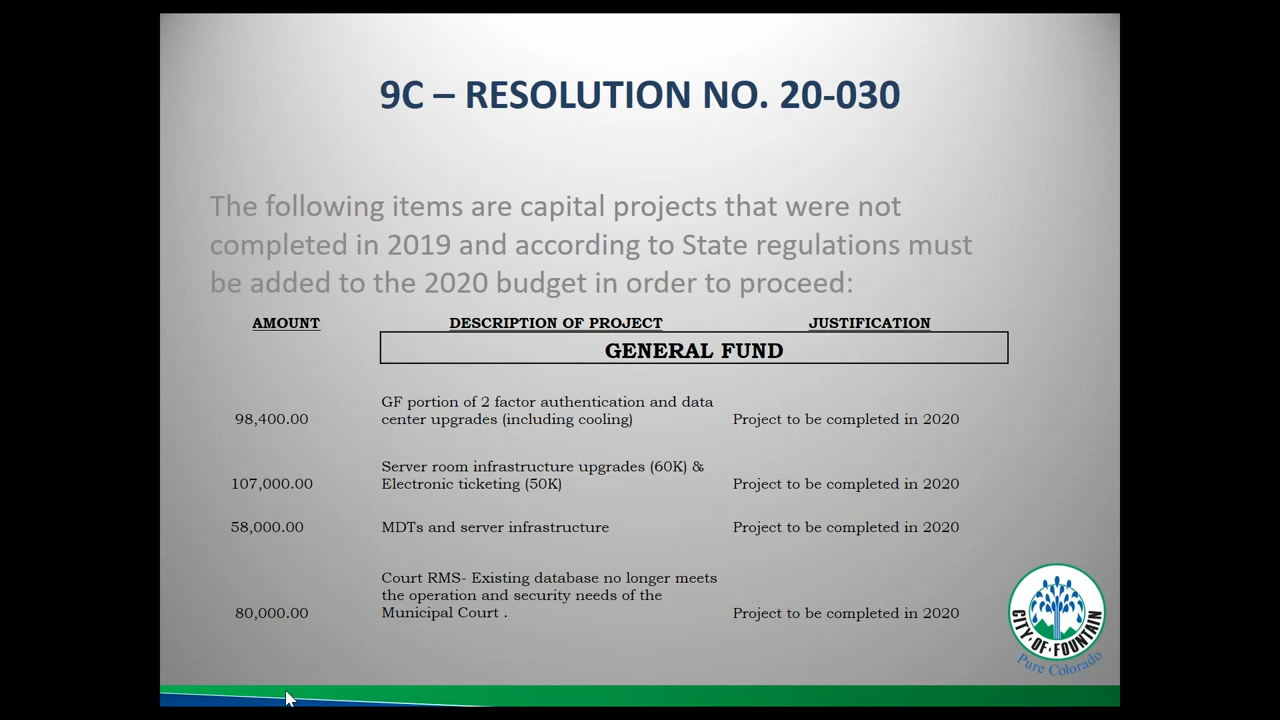 9C – RESOLUTION NO. 20-030
The following items are capital projects that were not
completed in 2019 and according to State regulations must
be added to the 2020 budget in order to proceed:
AMOUNT DESCRIPTION OF PROJECT JUSTIFICATION
GENERAL FUND
GF portion of 2 factor authentication and data
98,400.00 center upgrades (including cooling) Project to be completed in 2020
Server room infrastructure upgrades (60K) &
107,000.00 Electronic ticketing (50K) Project to be completed in 2020
58,000.00 MDTs and server infrastructure Project to be completed in 2020
Court RMS- Existing database no longer meets
the operation and security needs of the
80,000.00 Municipal Court . Project to be completed in 2020
CITY·OF·FOUNTAIN
Pure Colorado